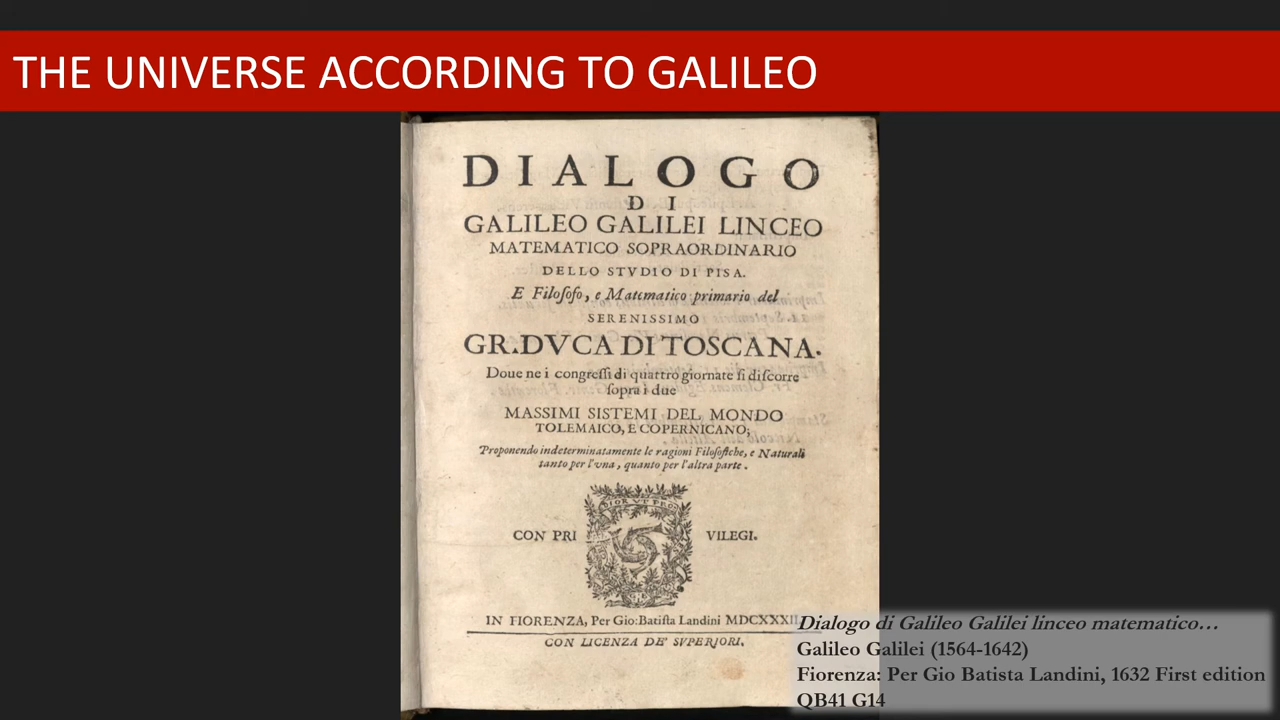 THE UNIVERSE ACCORDING TO GALILEO
DIALOGO
DI
GALILEO GALILEI LINCEO
MATEMATICO SOPRAORDINARIO
DELLO STVDIO DI PISA.
E Filosofo, e Matematico primario del
SERENISSIMO
GR.DVCA DI TOSCANA.
Doue ne i congressi di quattro giornate si discorre
sopra i due
MASSIMI SISTEMI DEL MONDO
TOLEMAICO, E COPERNICANO;
Proponendo indeterminatamente le ragioni Filosofiche, e Naturali
tanto per l'vna, quanto per l'altra parte.
CON PRI VILEGI.
IN FIORENZA, Per Gio:Batista Landini MDCXXXII
CON LICENZA DE' SVPERIORI.
Dialogo di Galileo Galilei linceo matematico…
Galileo Galilei (1564-1642)
Fiorenza: Per Gio Batista Landini, 1632 First edition
QB41 G14